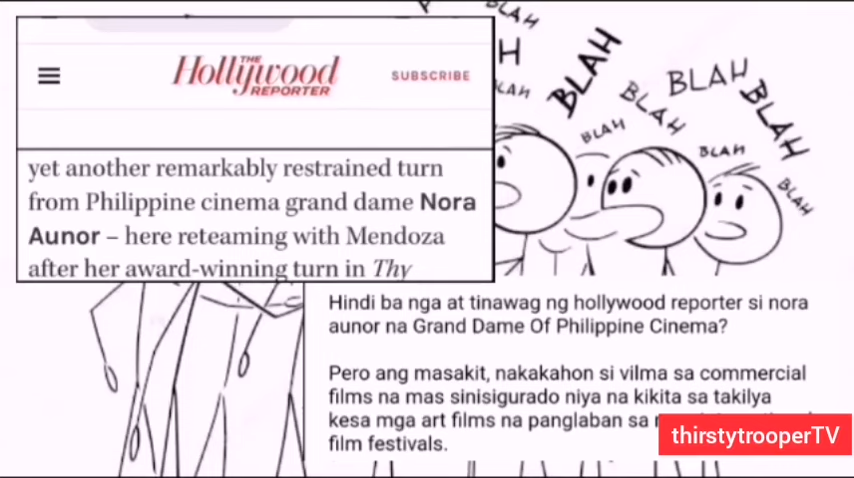 BLAH
H
BLAH
BLAH
BLAH
BLAH
BLAH
BLAH
BLAH
BLAH
THE
Hollywood
REPORTER
SUBSCRIBE
yet another remarkably restrained turn
from Philippine cinema grand dame Nora
Aunor – here reteaming with Mendoza
after her award-winning turn in Thy
Hindi ba nga at tinawag ng hollywood reporter si nora
aunor na Grand Dame Of Philippine Cinema?
Pero ang masakit, nakakahon si vilma sa commercial
films na mas sinisigurado niya na kikita sa takilya
kesa mga art films na panglaban sa
film festivals.
thirstytrooperTV